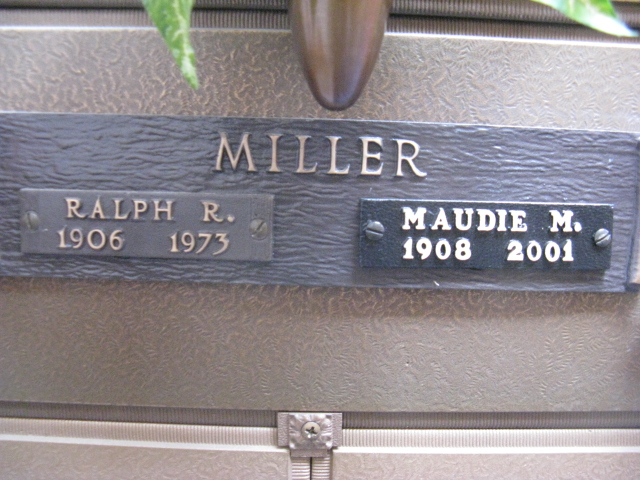 MILLER
RALPH R.
1906 1973
MAUDIE M.
1908 2001